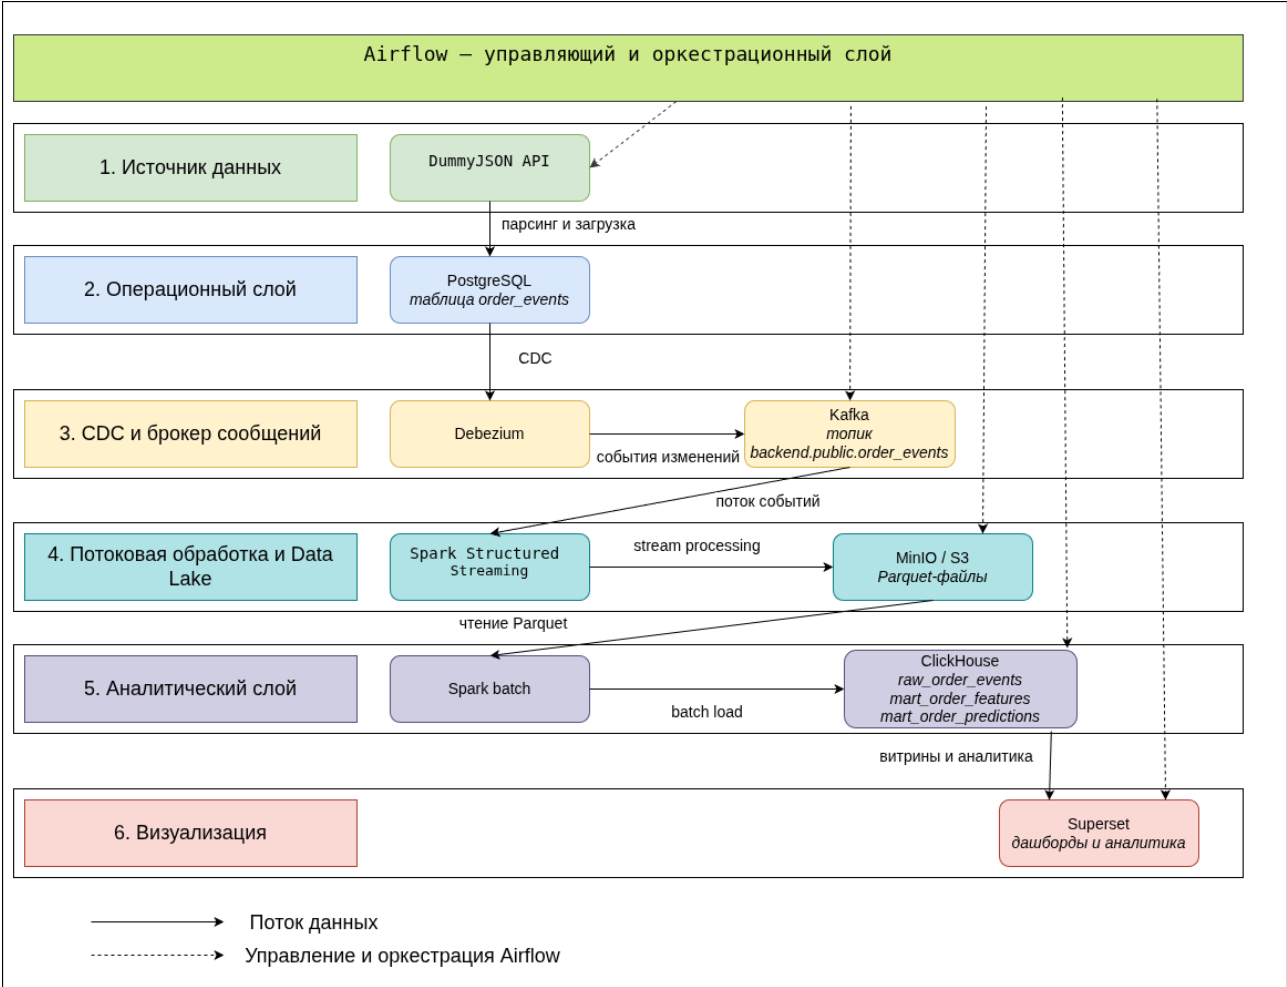 Airflow — управляющий и оркестрационный слой
1. Источник данных
DummyJSON API
парсинг и загрузка
2. Операционный слой
PostgreSQL
таблица order_events
CDC
3. CDC и брокер сообщений
Debezium
события изменений
Kafka
топик
backend.public.order_events
поток событий
4. Потоковая обработка и Data
Lake
Spark Structured
Streaming
stream processing
MinIO / S3
Parquet-файлы
чтение Parquet
5. Аналитический слой
Spark batch
batch load
ClickHouse
raw_order_events
mart_order_features
mart_order_predictions
витрины и аналитика
6. Визуализация
Superset
дашборды и аналитика
Поток данных
Управление и оркестрация Airflow